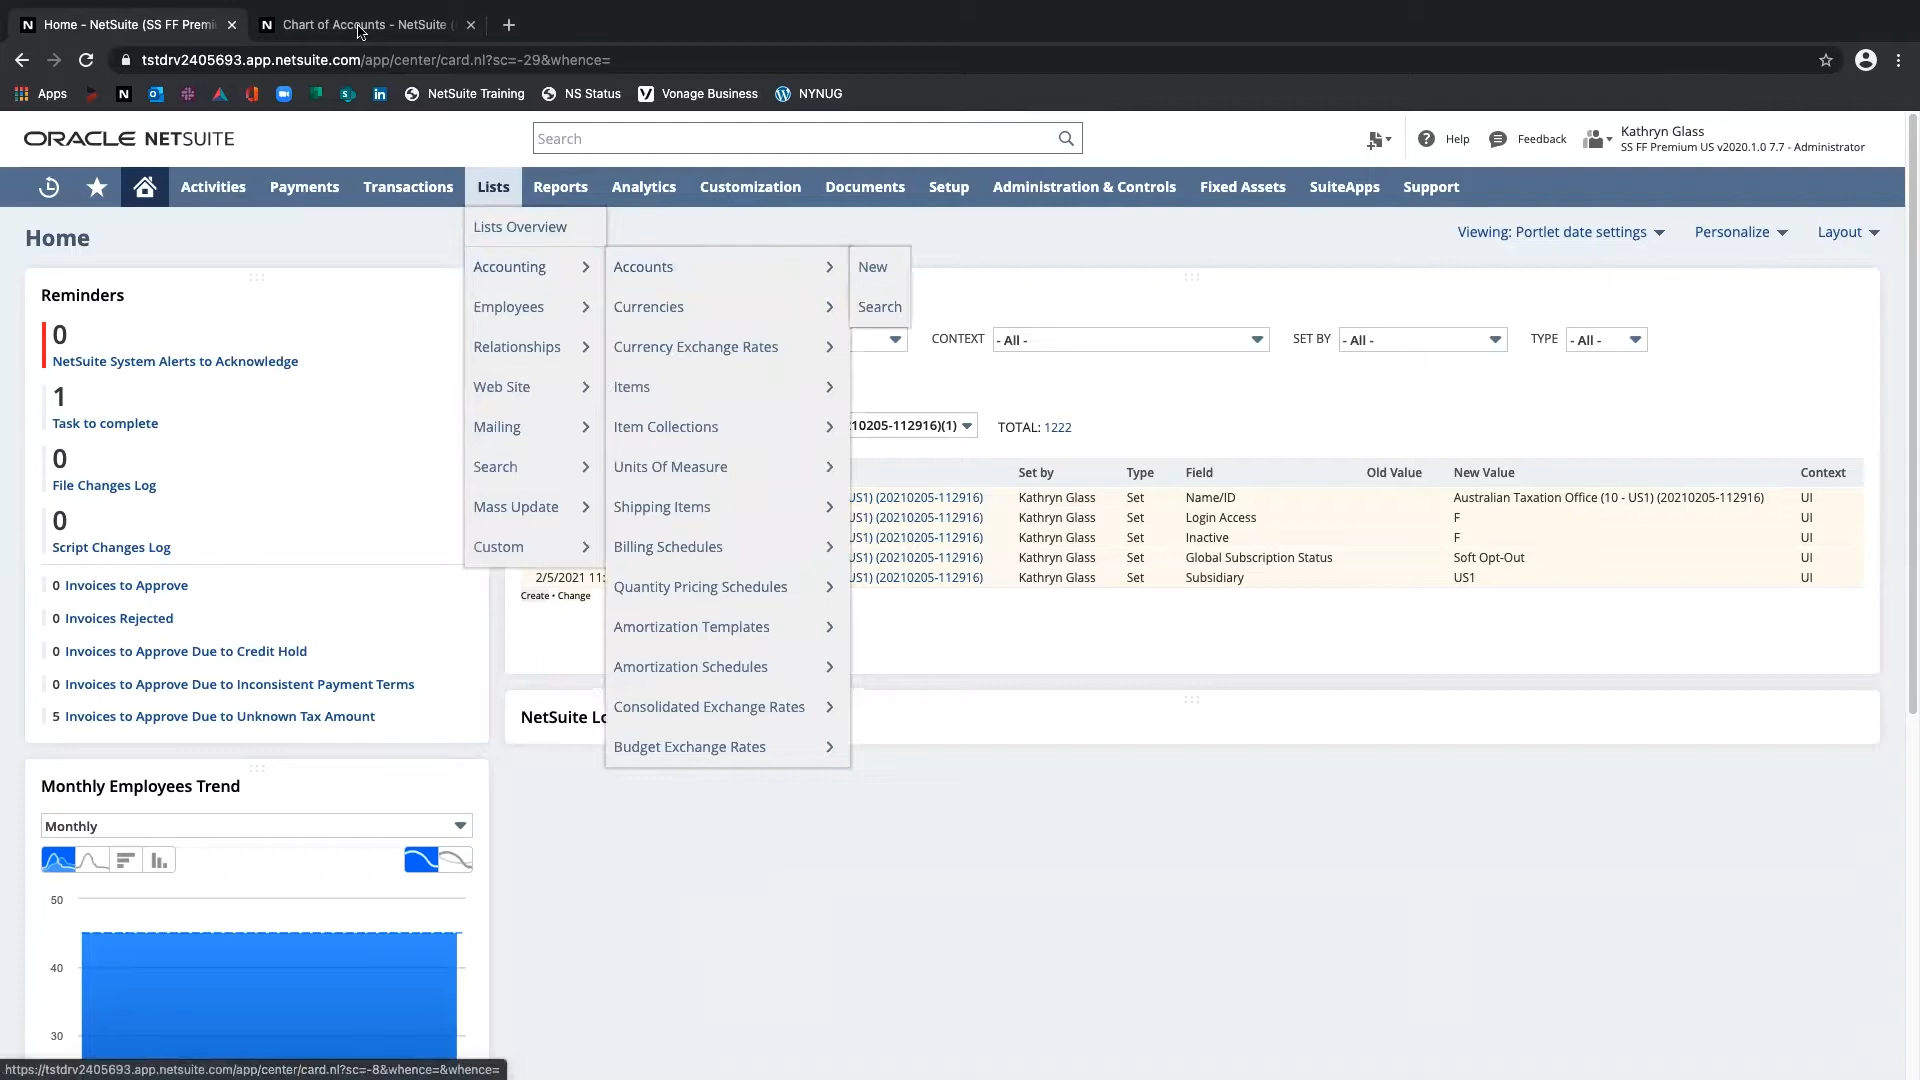 Home - NetSuite (SS FF Premi
Chart of Accounts - NetSuite (
tstdrv2405693.app.netsuite.com/app/center/card.nl?sc=-29&whence=
Apps
NetSuite Training
NS Status
Vonage Business
NYNUG
ORACLE NETSUITE
Search
Help
Feedback
Kathryn Glass
SS FF Premium US v2020.1.0 7.7 - Administrator
Activities Payments Transactions Lists Reports Analytics Customization Documents Setup Administration & Controls Fixed Assets SuiteApps Support
Home
Viewing: Portlet date settings
Personalize
Layout
Lists Overview
Accounting
Employees
Relationships
Web Site
Mailing
Search
Mass Update
Custom
Accounts
Currencies
Currency Exchange Rates
Items
Item Collections
Units Of Measure
Shipping Items
Billing Schedules
Quantity Pricing Schedules
Amortization Templates
Amortization Schedules
Consolidated Exchange Rates
Budget Exchange Rates
New
Search
Reminders
0
NetSuite System Alerts to Acknowledge
1
Task to complete
0
File Changes Log
0
Script Changes Log
0 Invoices to Approve
0 Invoices Rejected
0 Invoices to Approve Due to Credit Hold
0 Invoices to Approve Due to Inconsistent Payment Terms
5 Invoices to Approve Due to Unknown Tax Amount
CONTEXT - All - SET BY - All - TYPE - All -
10205-112916)(1) TOTAL: 1222
Set by Type Field Old Value New Value Context
US1) (20210205-112916) Kathryn Glass Set Name/ID Australian Taxation Office (10 - US1) (20210205-112916) UI
US1) (20210205-112916) Kathryn Glass Set Login Access F UI
US1) (20210205-112916) Kathryn Glass Set Inactive F UI
US1) (20210205-112916) Kathryn Glass Set Global Subscription Status Soft Opt-Out UI
2/5/2021 11: US1) (20210205-112916) Kathryn Glass Set Subsidiary US1 UI
Create • Change
NetSuite Lo
Monthly Employees Trend
Monthly
50
40
30
https://tstdrv2405693.app.netsuite.com/app/center/card.nl?sc=-8&whence=&whence=